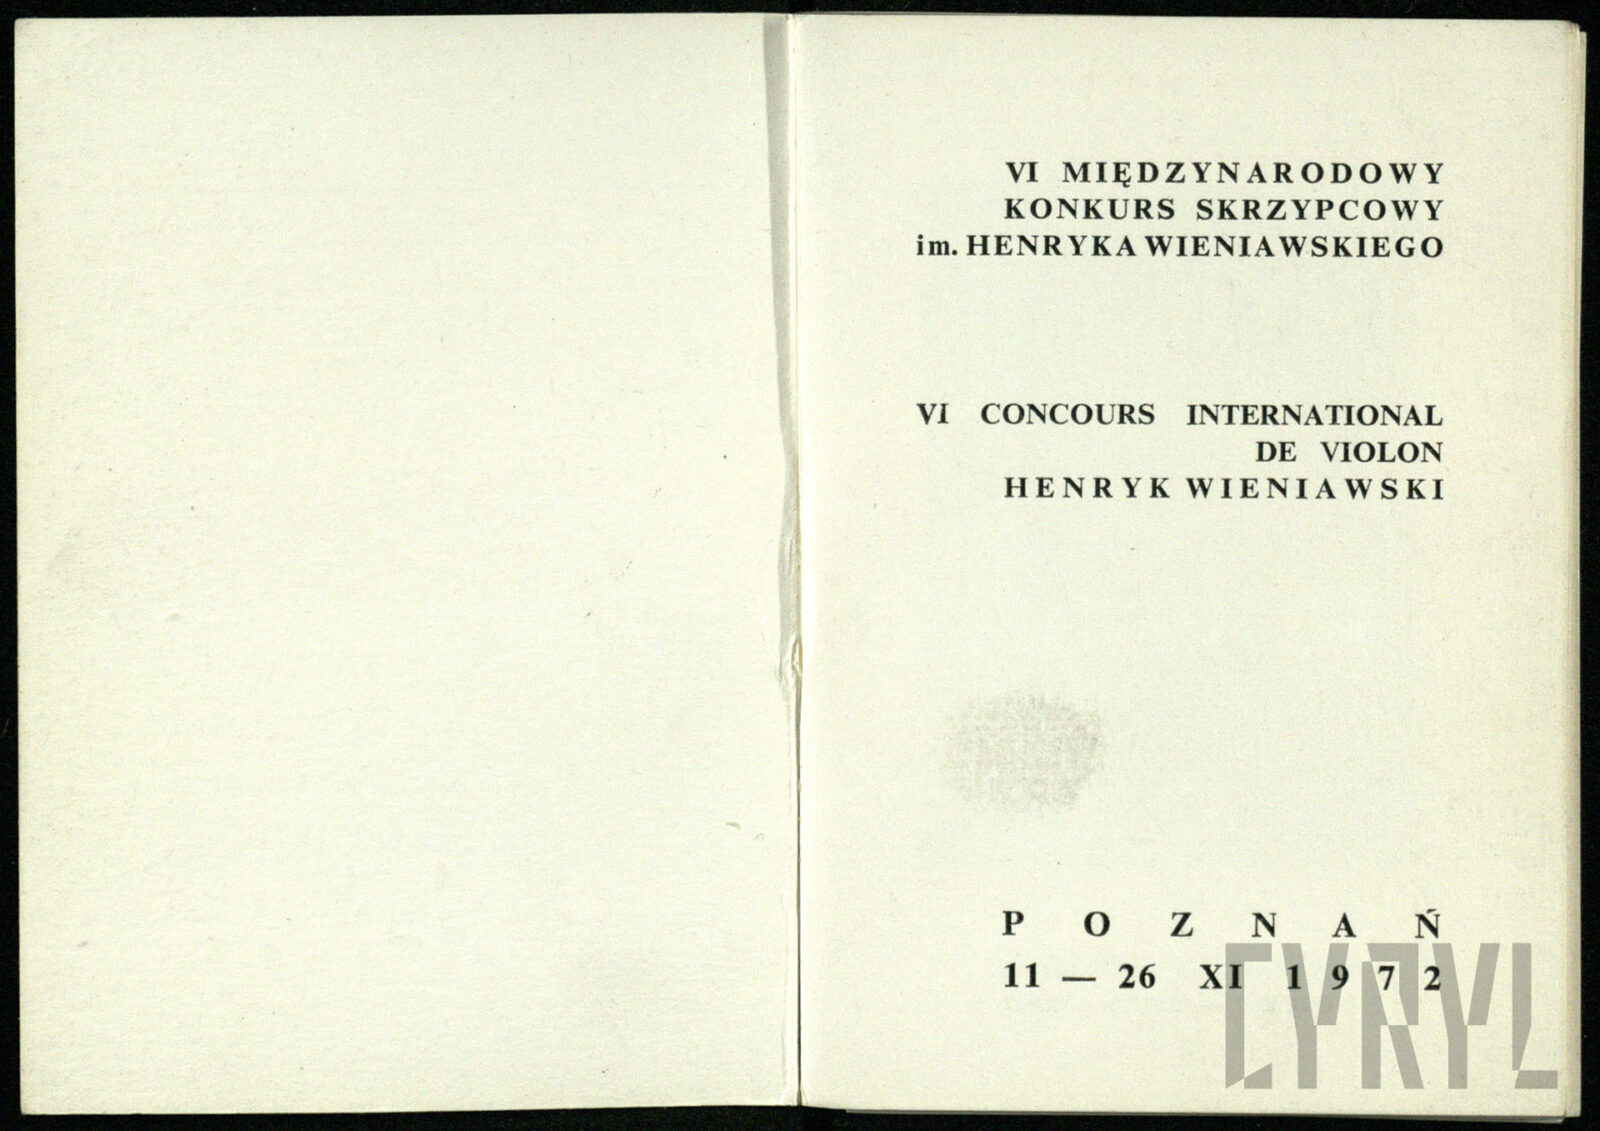 VI MIĘDZYNARODOWY
KONKURS SKRZYPCOWY
im. HENRYKA WIENIAWSKIEGO
VI CONCOURS INTERNATIONAL
DE VIOLON
HENRYK WIENIAWSKI
POZNAŃ
11 — 26 XI 1972
CYRYL